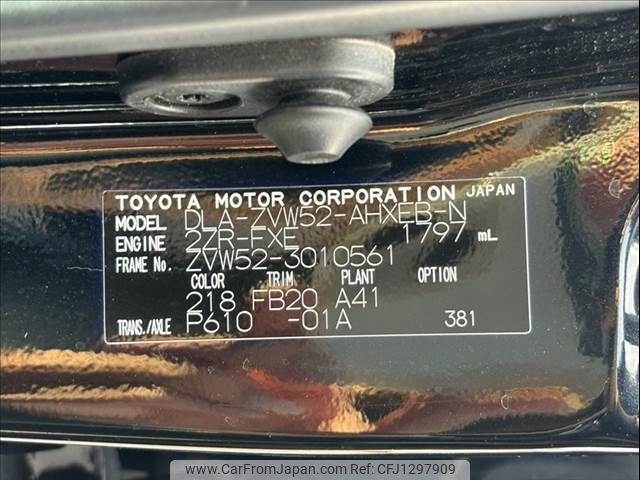 TOYOTA MOTOR CORPORATION JAPAN
MODEL DLA-ZVW52-AHXEB-N
ENGINE 2ZR-FXE 1797 mL
FRAME No. ZVW52-3010561
COLOR TRIM PLANT OPTION
218 FB20 A41
TRANS./AXLE P610 -01A 381
www.CarFromJapan.com | CFJ1297909